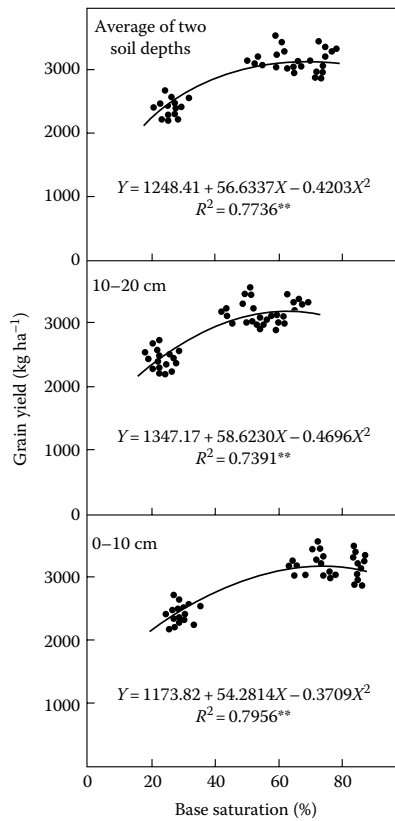 Average of two
soil depths
3000
2000
1000
0
Y = 1248.41 + 56.6337X – 0.4203X²
R² = 0.7736**
10–20 cm
3000
2000
1000
0
Y = 1347.17 + 58.6230X – 0.4696X²
R² = 0.7391**
0–10 cm
3000
2000
1000
Y = 1173.82 + 54.2814X – 0.3709X²
R² = 0.7956**
0 20 40 60 80
Base saturation (%)
Grain yield (kg ha⁻¹)